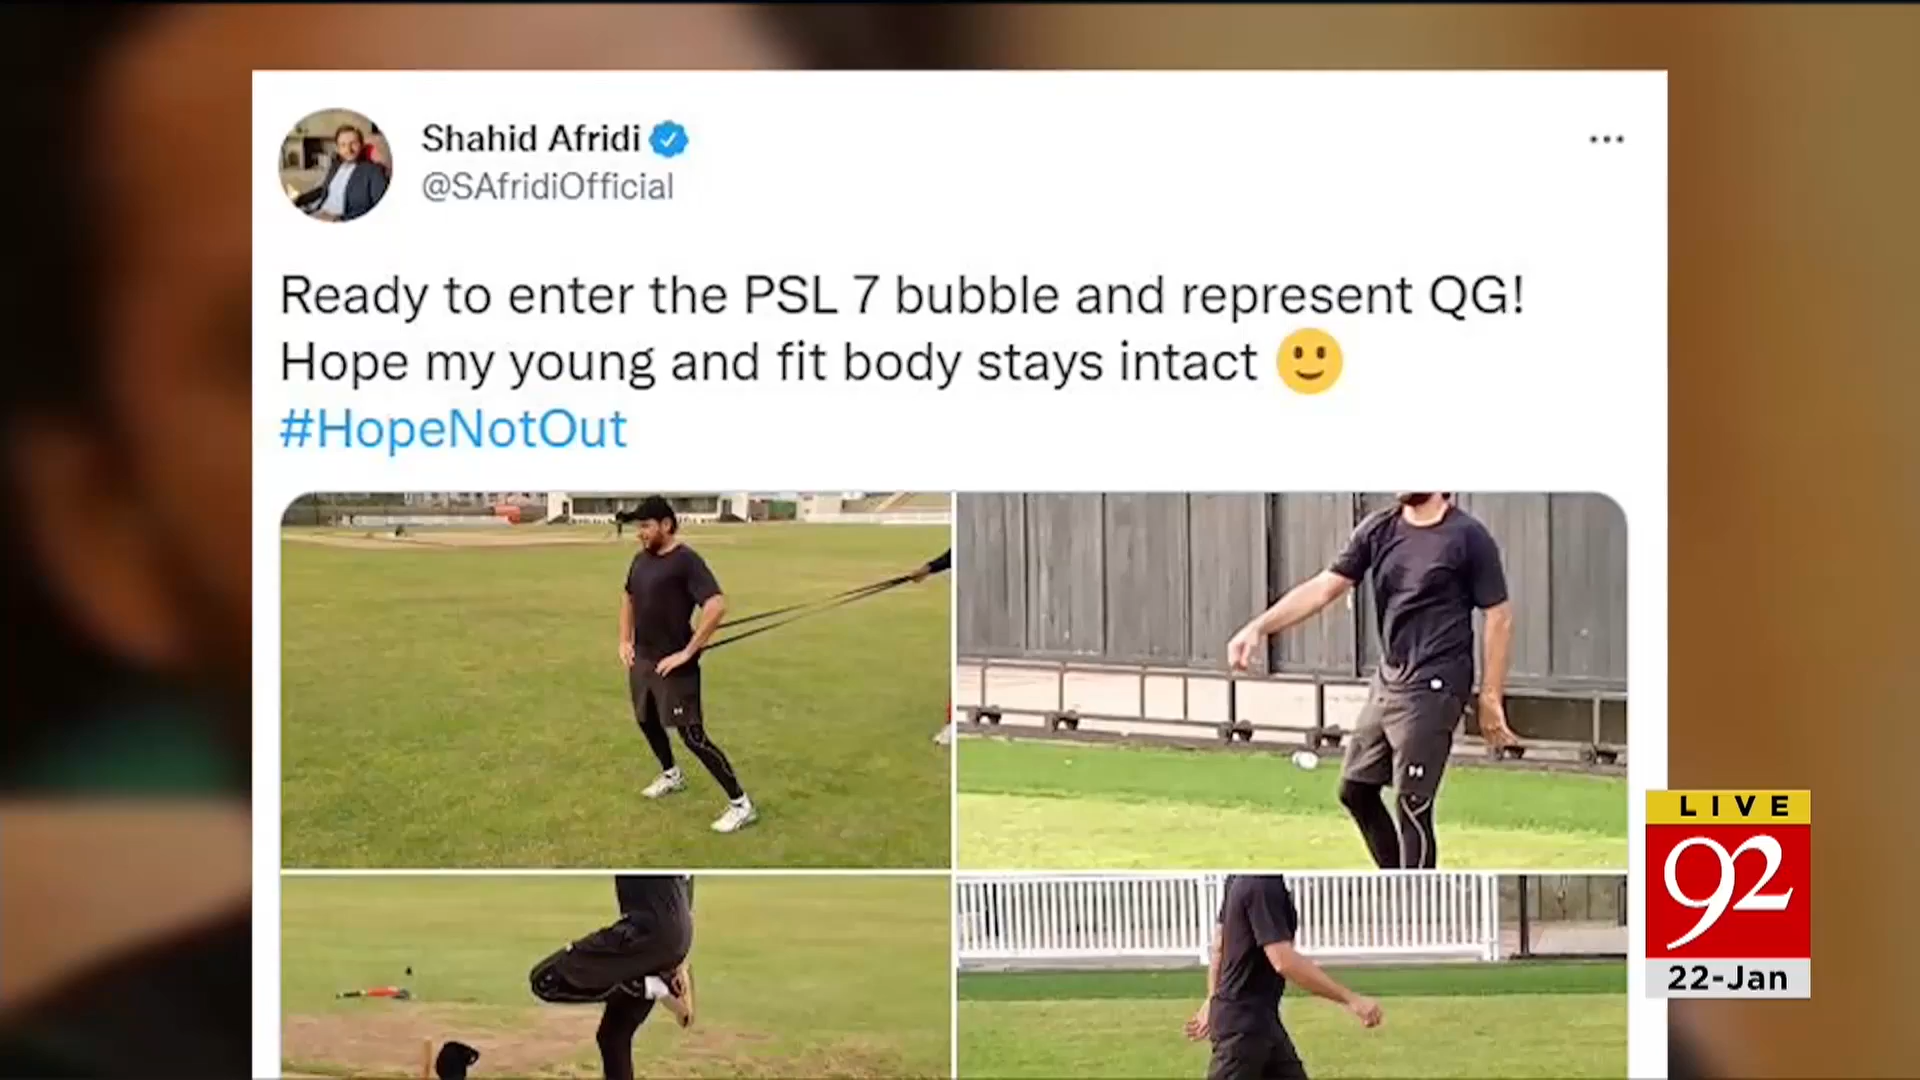 Shahid Afridi
@SAfridiOfficial
Ready to enter the PSL 7 bubble and represent QG!
Hope my young and fit body stays intact 🙂
#HopeNotOut
LIVE
92
22-Jan